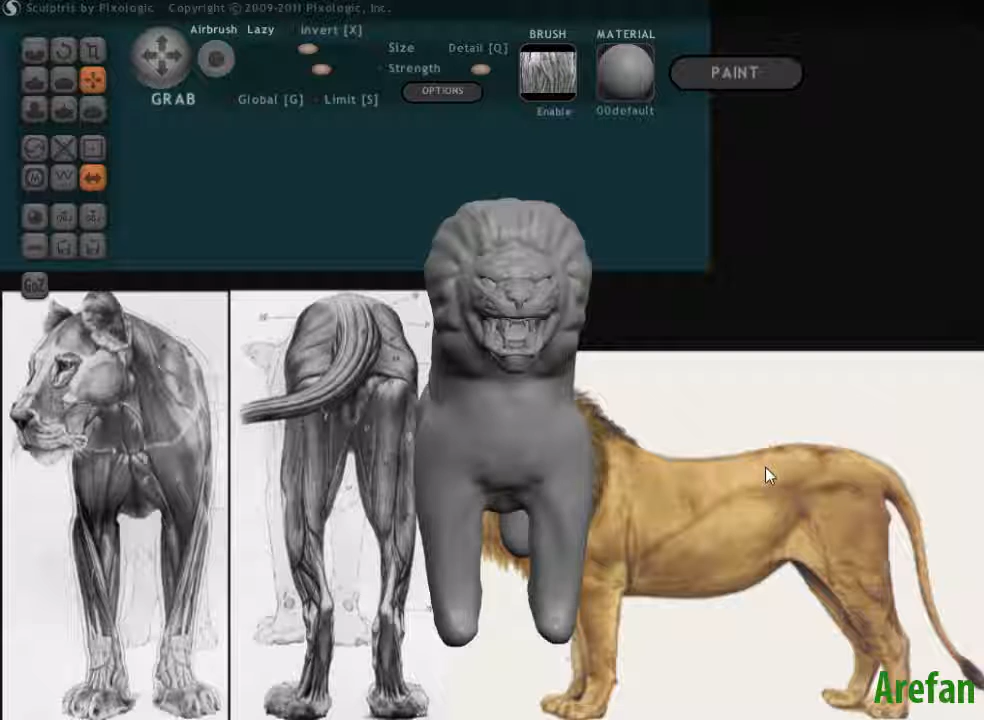 Sculptris by Pixologic   Copyright © 2009-2011 Pixologic, Inc.
Airbrush Lazy Invert [X]
BRUSH MATERIAL
Size Detail [Q]
Strength
PAINT
OPTIONS
GRAB Global [G] Limit [S]
Enable 00default
GoZ
Arefan